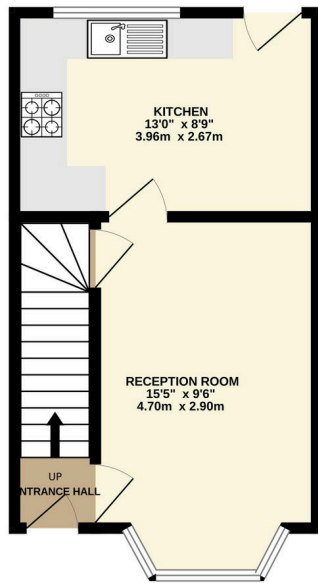 KITCHEN
13'0" x 8'9"
3.96m x 2.67m
RECEPTION ROOM
15'5" x 9'6"
4.70m x 2.90m
UP
NTRANCE HALL